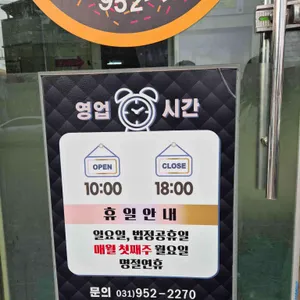 952
영업 시간
OPEN CLOSE
10:00 18:00
휴일안내
일요일, 법정공휴일
매월 첫째주 월요일
명절연휴
문의 031)952-2270